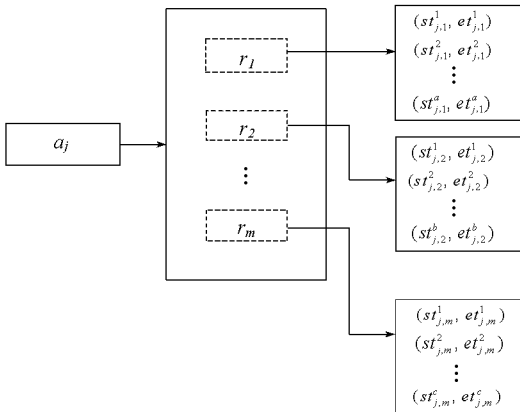 a_j
r_1
r_2
⋮
r_m
(st^1_{j,1}, et^1_{j,1})
(st^2_{j,1}, et^2_{j,1})
⋮
(st^a_{j,1}, et^a_{j,1})
(st^1_{j,2}, et^1_{j,2})
(st^2_{j,2}, et^2_{j,2})
⋮
(st^b_{j,2}, et^b_{j,2})
(st^1_{j,m}, et^1_{j,m})
(st^2_{j,m}, et^2_{j,m})
⋮
(st^c_{j,m}, et^c_{j,m})